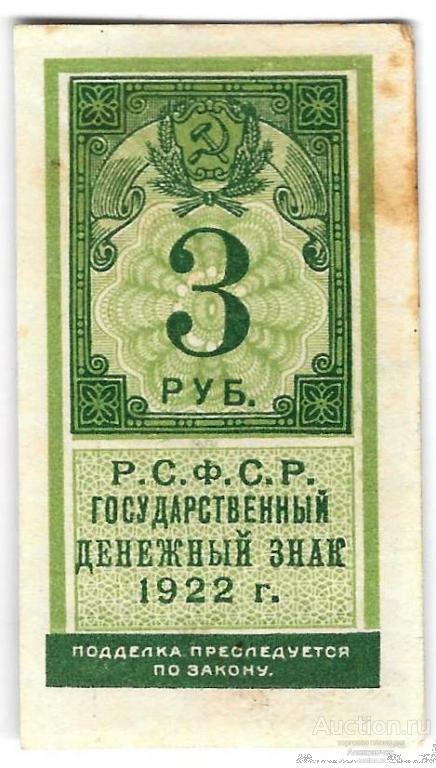 3
РУБ.
Р.С.Ф.С.Р.
ГОСУДАРСТВЕННЫЙ
ДЕНЕЖНЫЙ ЗНАК
1922 г.
ПОДДЕЛКА ПРЕСЛЕДУЕТСЯ
ПО ЗАКОНУ.
Auction.ru